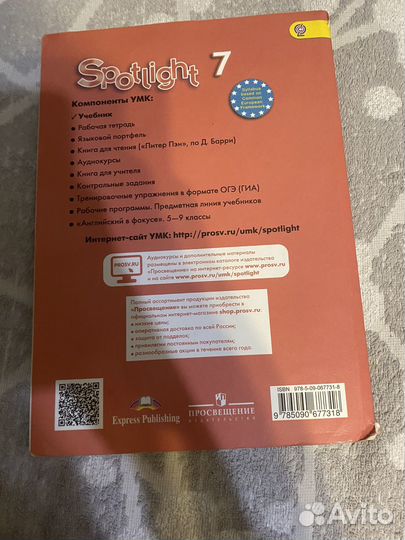 Spotlight 7
Компоненты УМК:
✓ Учебник
• Рабочая тетрадь
• Языковой портфель
• Книга для чтения («Питер Пэн», по Д. Барри)
• Аудиокурсы
• Книга для учителя
• Контрольные задания
• Тренировочные упражнения в формате ОГЭ (ГИА)
• Рабочие программы. Предметная линия учебников
• «Английский в фокусе». 5—9 классы
Интернет-сайт УМК: http://prosv.ru/umk/spotlight
Syllabus
based on
Common
European
Framework
PROSV.RU
Аудиокурсы и дополнительные материалы
размещены в электронном каталоге издательства
«Просвещение» на интернет-ресурсе www.prosv.ru
и на сайте www.prosv.ru/umk/spotlight
Полный ассортимент продукции издательства
«Просвещение» вы можете приобрести в
официальном интернет-магазине shop.prosv.ru:
• низкие цены;
• оперативная доставка по всей России;
• защита от подделок;
• привилегии постоянным покупателям;
• разнообразные акции в течение всего года.
Express Publishing
ПРОСВЕЩЕНИЕ
ИЗДАТЕЛЬСТВО
ISBN 978-5-09-067731-8
9 785090 677318
Avito